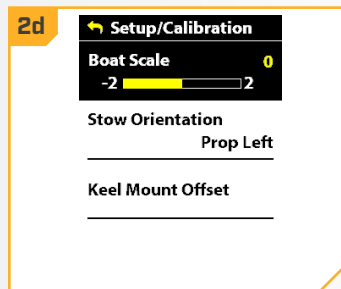 2d
Setup/Calibration
Boat Scale 0
-2 2
Stow Orientation
Prop Left
Keel Mount Offset